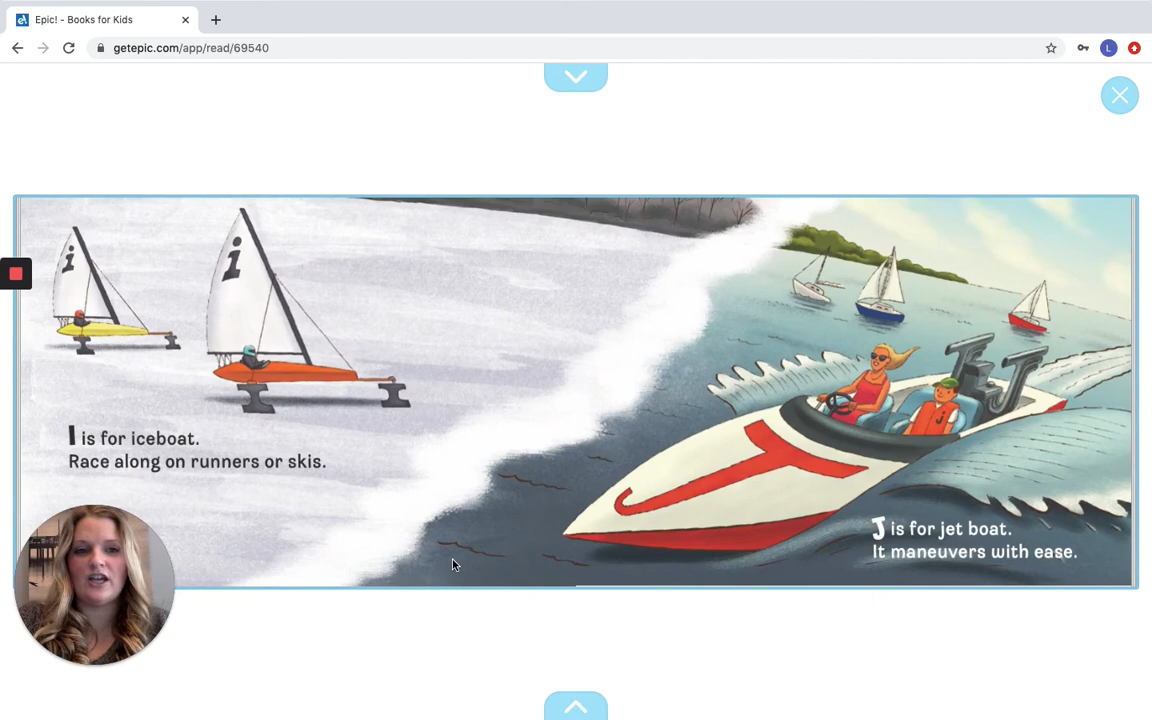 Epic! - Books for Kids
getepic.com/app/read/69540
L
i
i
I is for iceboat.
Race along on runners or skis.
JET
J
J
J is for jet boat.
It maneuvers with ease.